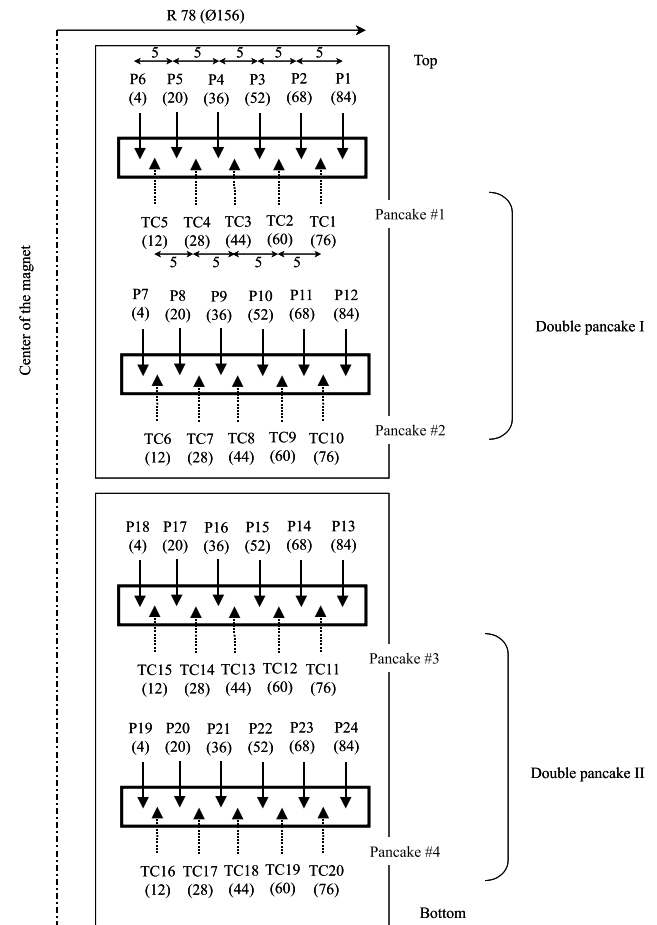 R 78 (Ø156)
Top
5 5 5 5 5
P6 P5 P4 P3 P2 P1
(4) (20) (36) (52) (68) (84)
Pancake #1
TC5 TC4 TC3 TC2 TC1
(12) (28) (44) (60) (76)
5 5 5 5
P7 P8 P9 P10 P11 P12
(4) (20) (36) (52) (68) (84)
Double pancake I
Center of the magnet
Pancake #2
TC6 TC7 TC8 TC9 TC10
(12) (28) (44) (60) (76)
P18 P17 P16 P15 P14 P13
(4) (20) (36) (52) (68) (84)
Pancake #3
TC15 TC14 TC13 TC12 TC11
(12) (28) (44) (60) (76)
P19 P20 P21 P22 P23 P24
(4) (20) (36) (52) (68) (84)
Double pancake II
Pancake #4
TC16 TC17 TC18 TC19 TC20
(12) (28) (44) (60) (76)
Bottom